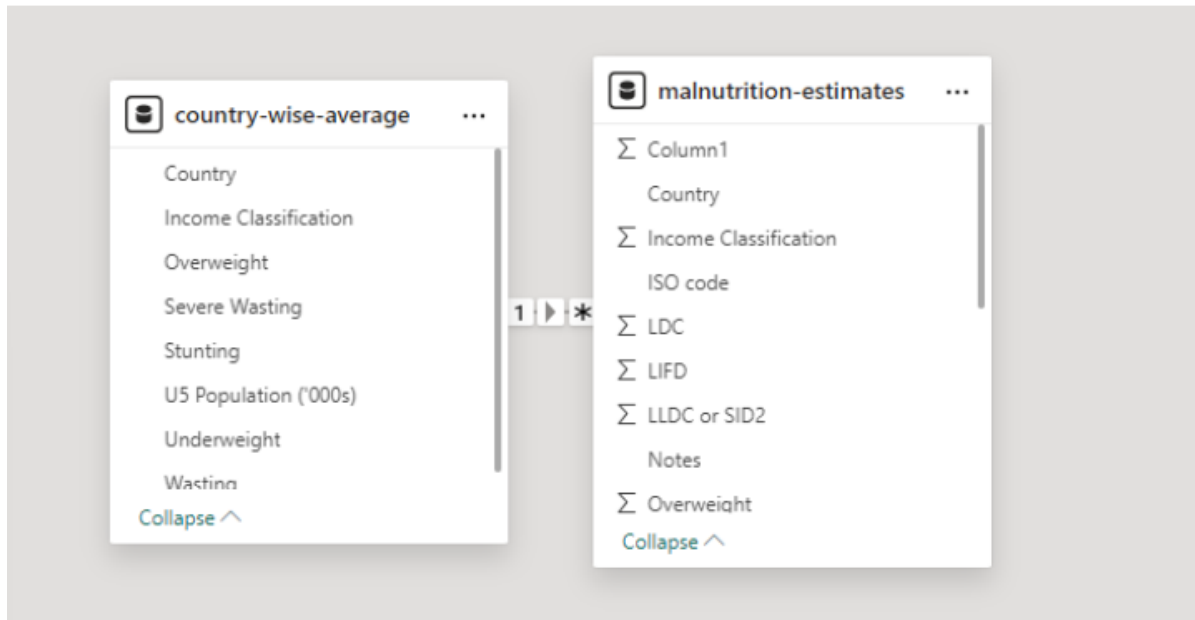 country-wise-average ...
Country
Income Classification
Overweight
Severe Wasting
Stunting
U5 Population ('000s)
Underweight
Wasting
Collapse
1 *
malnutrition-estimates ...
Σ Column1
Country
Σ Income Classification
ISO code
Σ LDC
Σ LIFD
Σ LLDC or SID2
Notes
Σ Overweight
Collapse